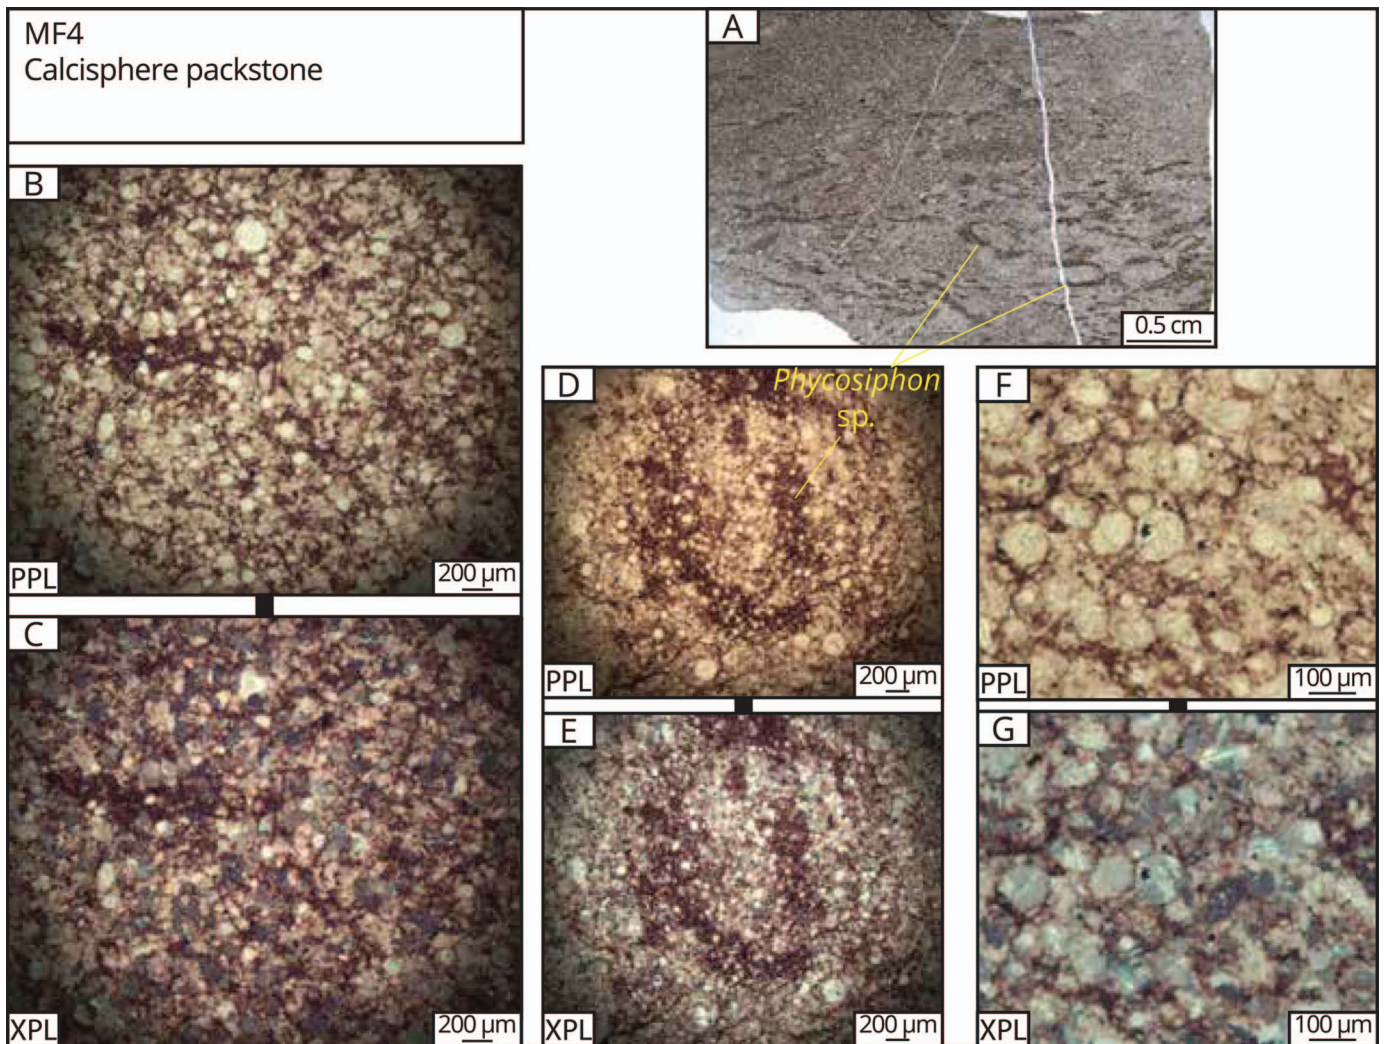 MF4
Calcisphere packstone
A
0.5 cm
B
PPL
200 µm
C
XPL
200 µm
D
Phycosiphon
sp.
PPL
200 µm
E
XPL
200 µm
F
PPL
100 µm
G
XPL
100 µm